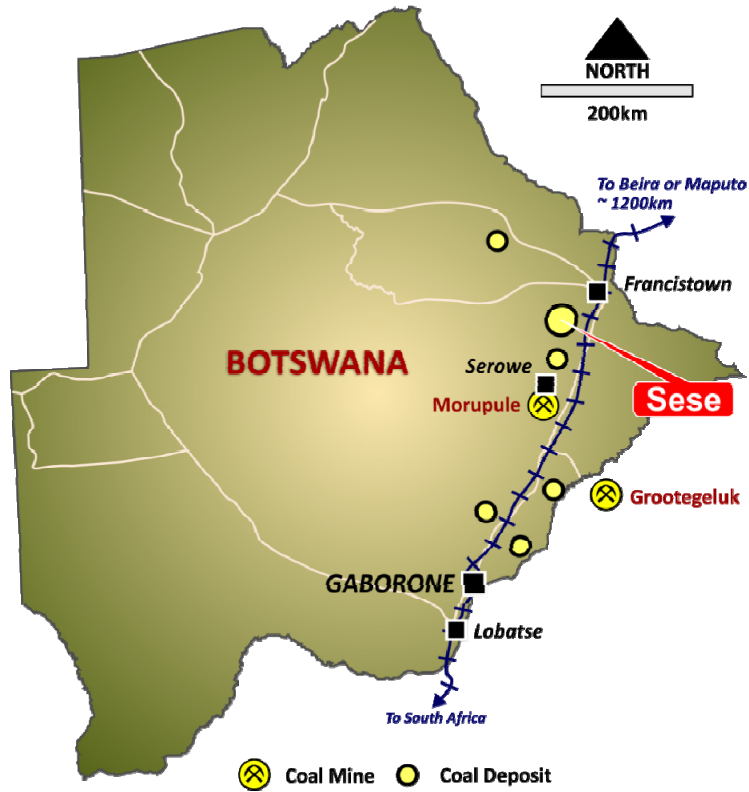 NORTH
200km
To Beira or Maputo
~ 1200km
Francistown
BOTSWANA
Serowe
Sese
Morupule
Grootegeluk
GABORONE
Lobatse
To South Africa
Coal Mine
Coal Deposit